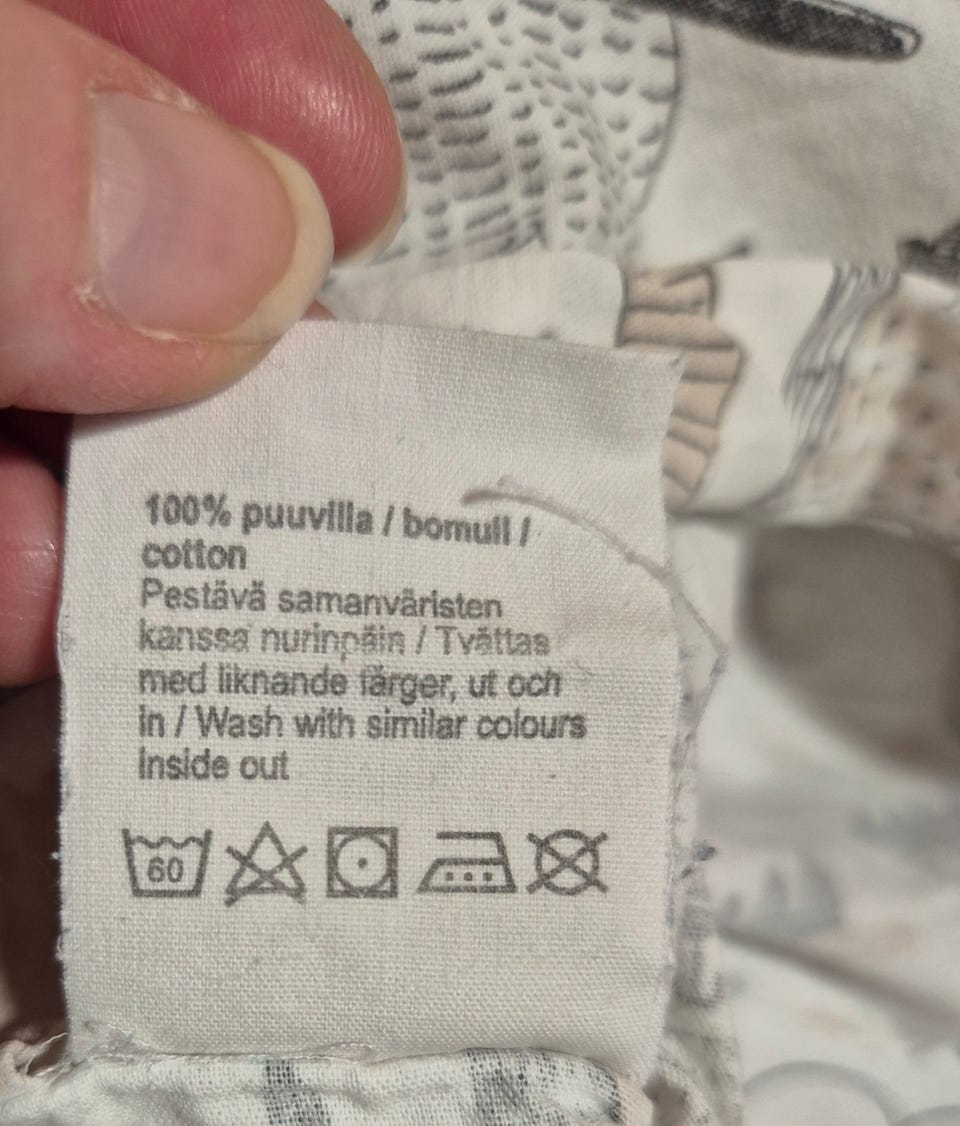 100% puuvilla / bomull /
cotton
Pestävä samanväristen
kanssa nurinpäin / Tvättas
med liknande färger, ut och
in / Wash with similar colours
inside out
60